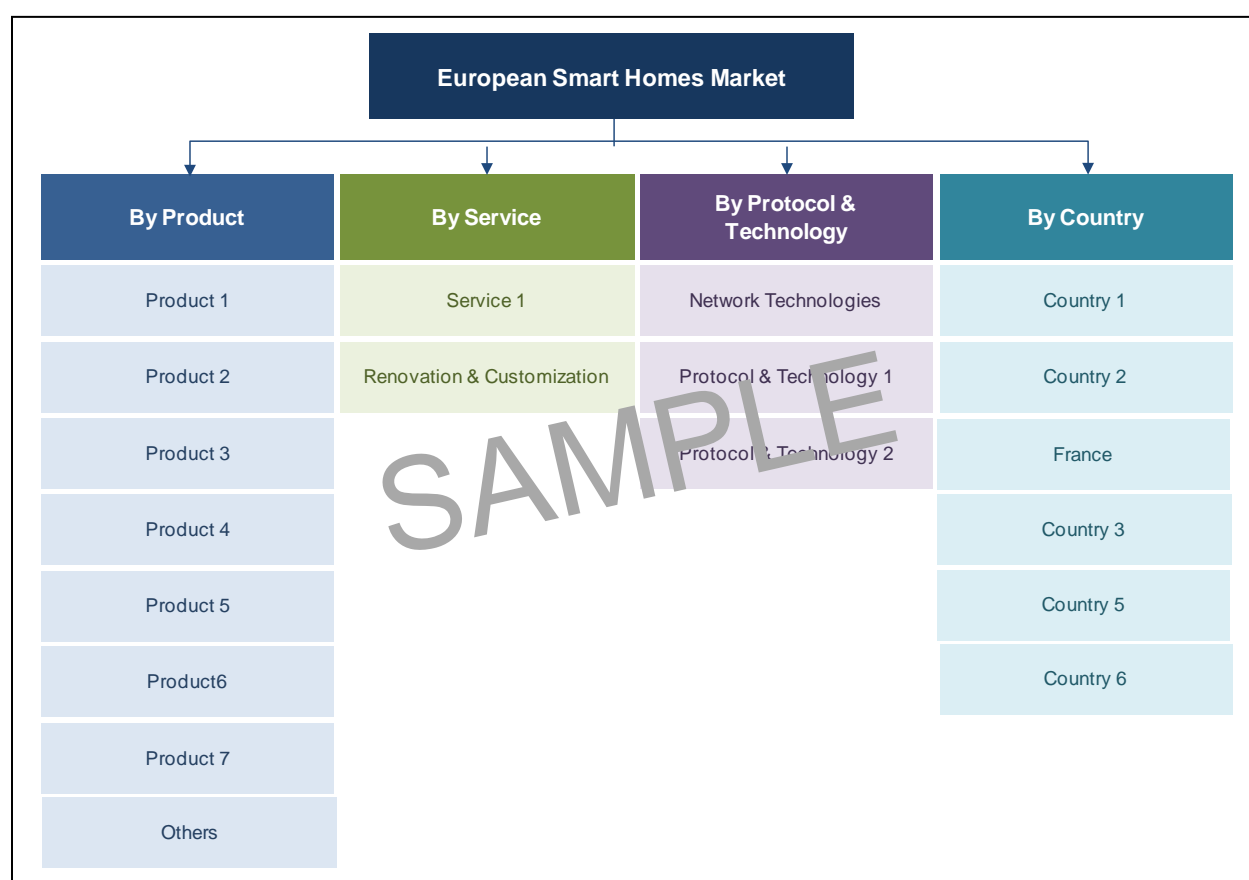 European Smart Homes Market
By Product
Product 1
Product 2
Product 3
Product 4
Product 5
Product6
Product 7
Others
By Service
Service 1
Renovation & Customization
By Protocol &
Technology
Network Technologies
Protocol & Technology 1
Protocol & Technology 2
By Country
Country 1
Country 2
France
Country 3
Country 5
Country 6
SAMPLE